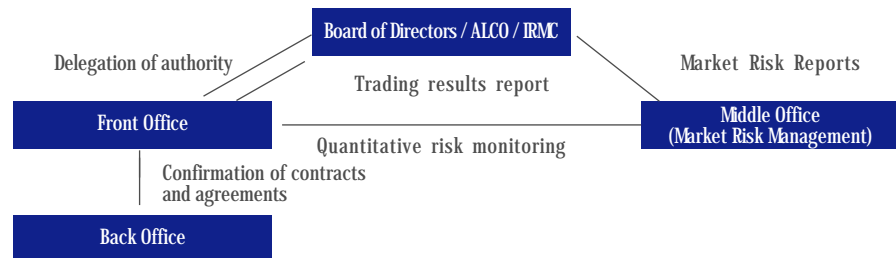 Board of Directors / ALCO / IRMC
Delegation of authority
Market Risk Reports
Trading results report
Front Office
Middle Office
(Market Risk Management)
Quantitative risk monitoring
Confirmation of contracts
and agreements
Back Office